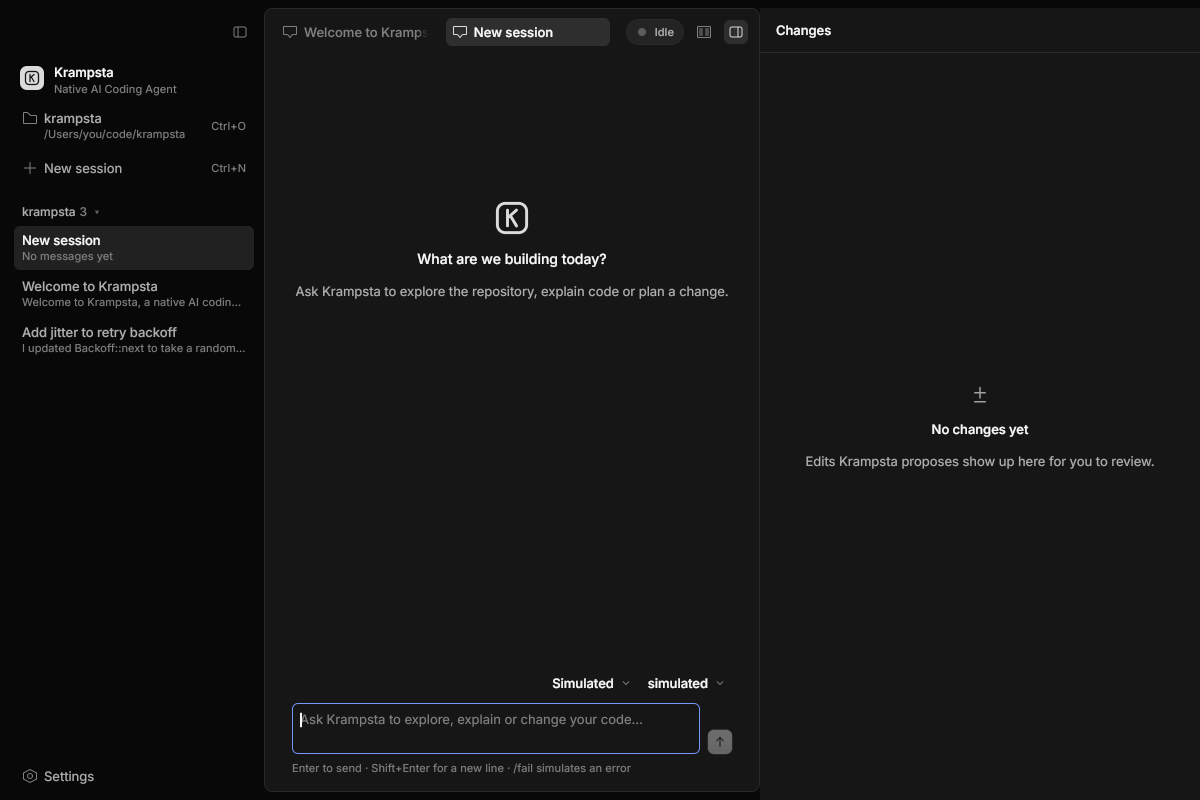 Krampsta
Native AI Coding Agent
krampsta
/Users/you/code/krampsta
Ctrl+O
New session
Ctrl+N
krampsta 3
New session
No messages yet
Welcome to Krampsta
Welcome to Krampsta, a native AI codin...
Add jitter to retry backoff
I updated Backoff::next to take a random...
Settings
Welcome to Kramps
New session
Idle
K
What are we building today?
Ask Krampsta to explore the repository, explain code or plan a change.
Simulated
simulated
Ask Krampsta to explore, explain or change your code...
Enter to send · Shift+Enter for a new line · /fail simulates an error
Changes
±
No changes yet
Edits Krampsta proposes show up here for you to review.